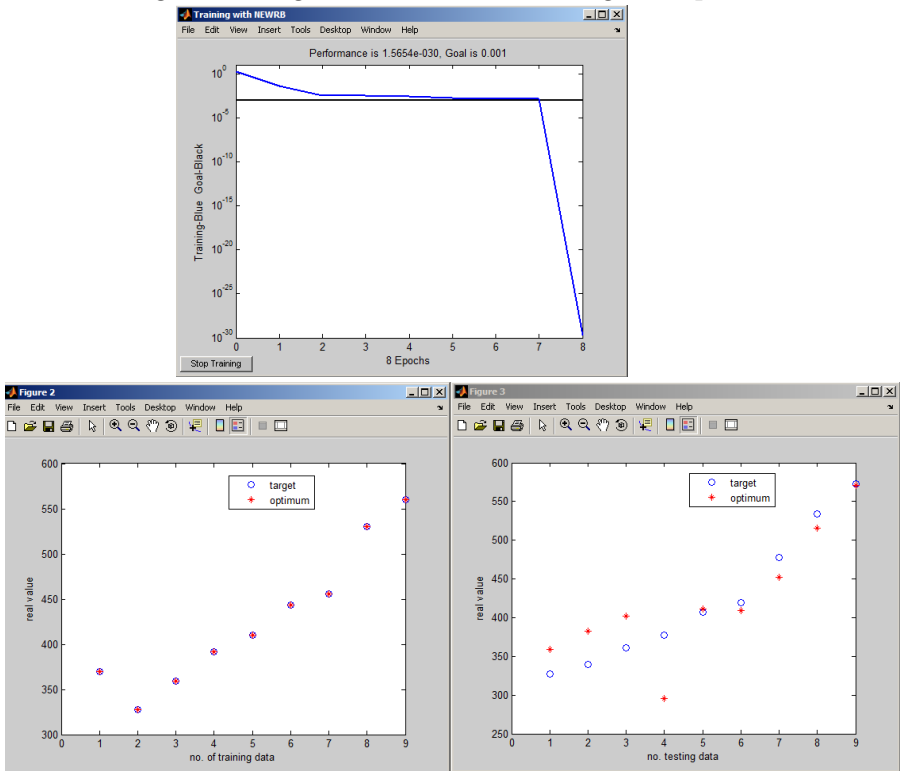 Training with NEWRB
File Edit View Insert Tools Desktop Window Help
Performance is 1.5654e-030, Goal is 0.001
Training-Blue Goal-Black
10^0
10^-5
10^-10
10^-15
10^-20
10^-25
10^-30
0 1 2 3 4 5 6 7 8
8 Epochs
Stop Training
Figure 2
File Edit View Insert Tools Desktop Window Help
target
optimum
real value
600
550
500
450
400
350
300
0 1 2 3 4 5 6 7 8 9
no. of training data
Figure 3
File Edit View Insert Tools Desktop Window Help
target
optimum
real value
600
550
500
450
400
350
300
250
0 1 2 3 4 5 6 7 8 9
no. testing data